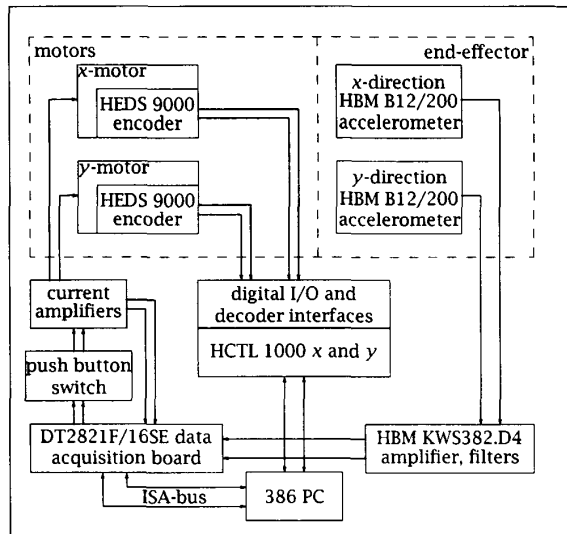 motors
end-effector
x-motor
HEDS 9000
encoder
x-direction
HBM B12/200
accelerometer
y-motor
HEDS 9000
encoder
y-direction
HBM B12/200
accelerometer
current
amplifiers
digital I/O and
decoder interfaces
HCTL 1000 x and y
push button
switch
DT2821F/16SE data
acquisition board
HBM KWS382.D4
amplifier, filters
ISA-bus
386 PC